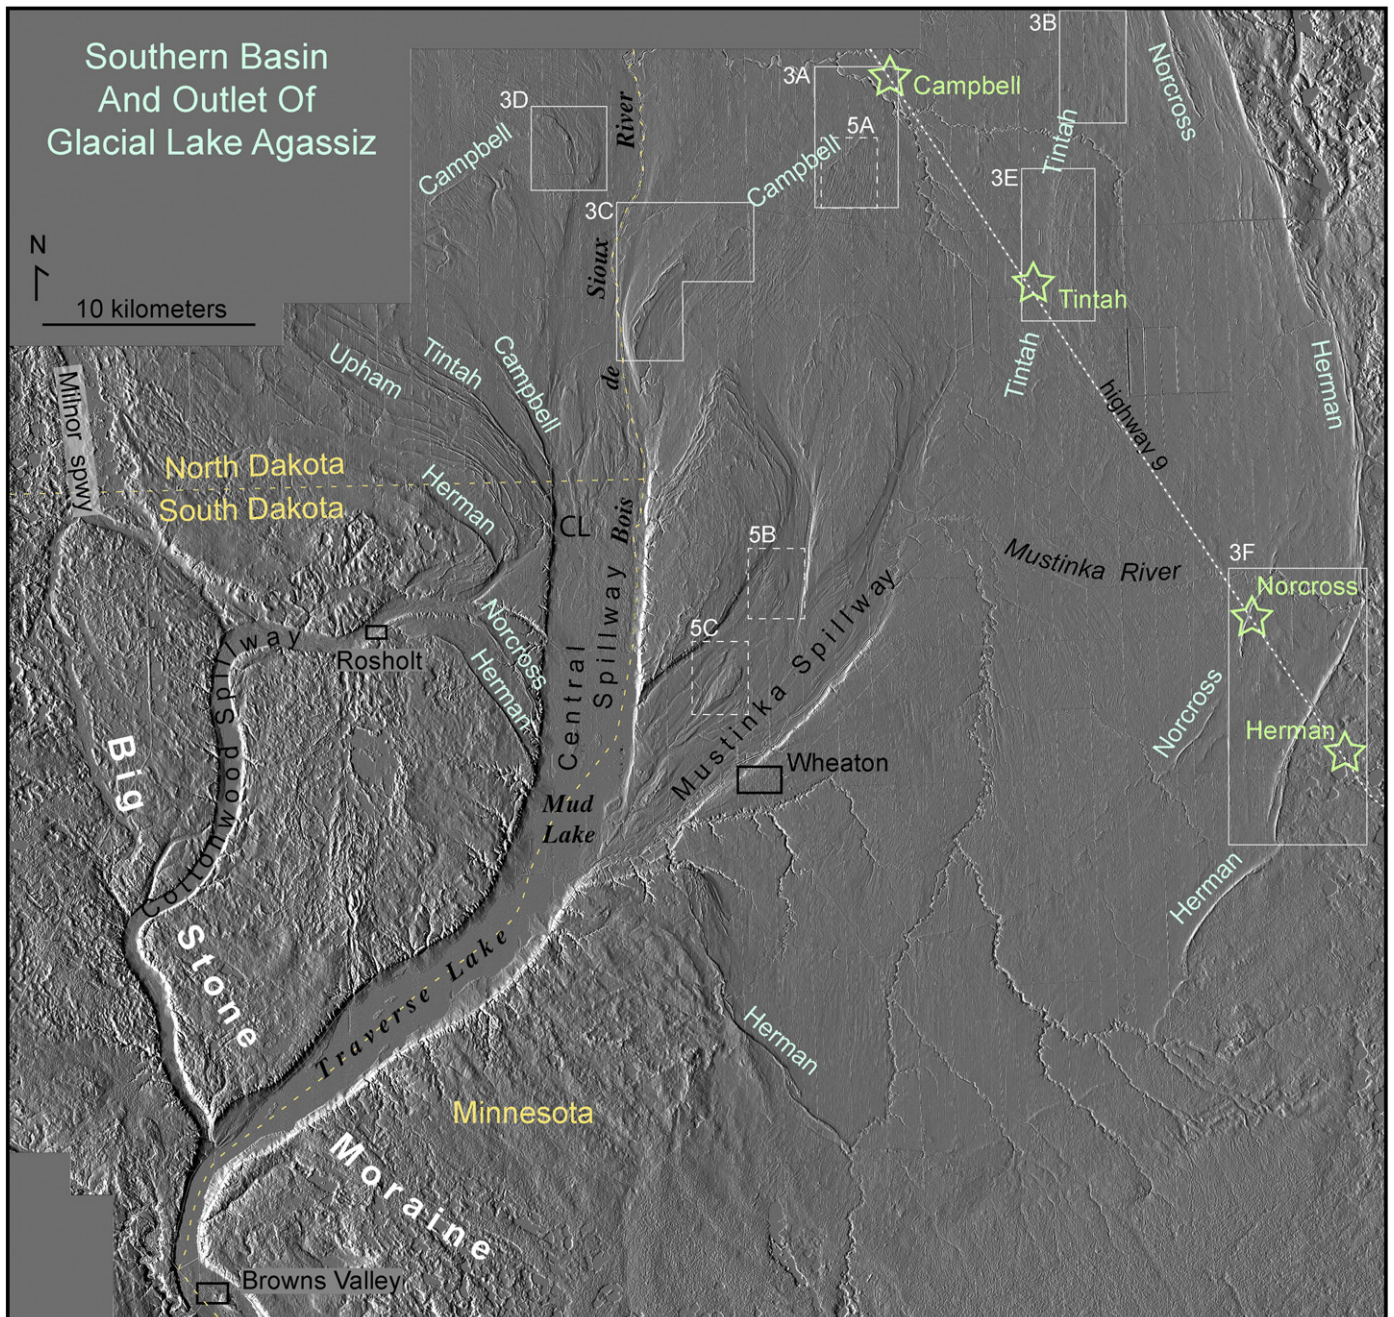 Southern Basin
And Outlet Of
Glacial Lake Agassiz
N
10 kilometers
3D
Campbell
River
3A
Campbell
5A
Campbell
3B
Norcross
Tintah
3E
Tintah
Tintah
3C
Sioux
de
Bois
Upham
Tintah
Campbell
Milnor spwy
North Dakota
South Dakota
Herman
CL
Herman
highway 9
Mustinka River
3F
Norcross
Norcross
Herman
Herman
5B
5C
Central
Spillway
Mustinka Spillway
Wheaton
Norcross
Herman
Rosholt
Cottonwood Spillway
Mud
Lake
Traverse Lake
Herman
Big
Stone
Moraine
Minnesota
Browns Valley